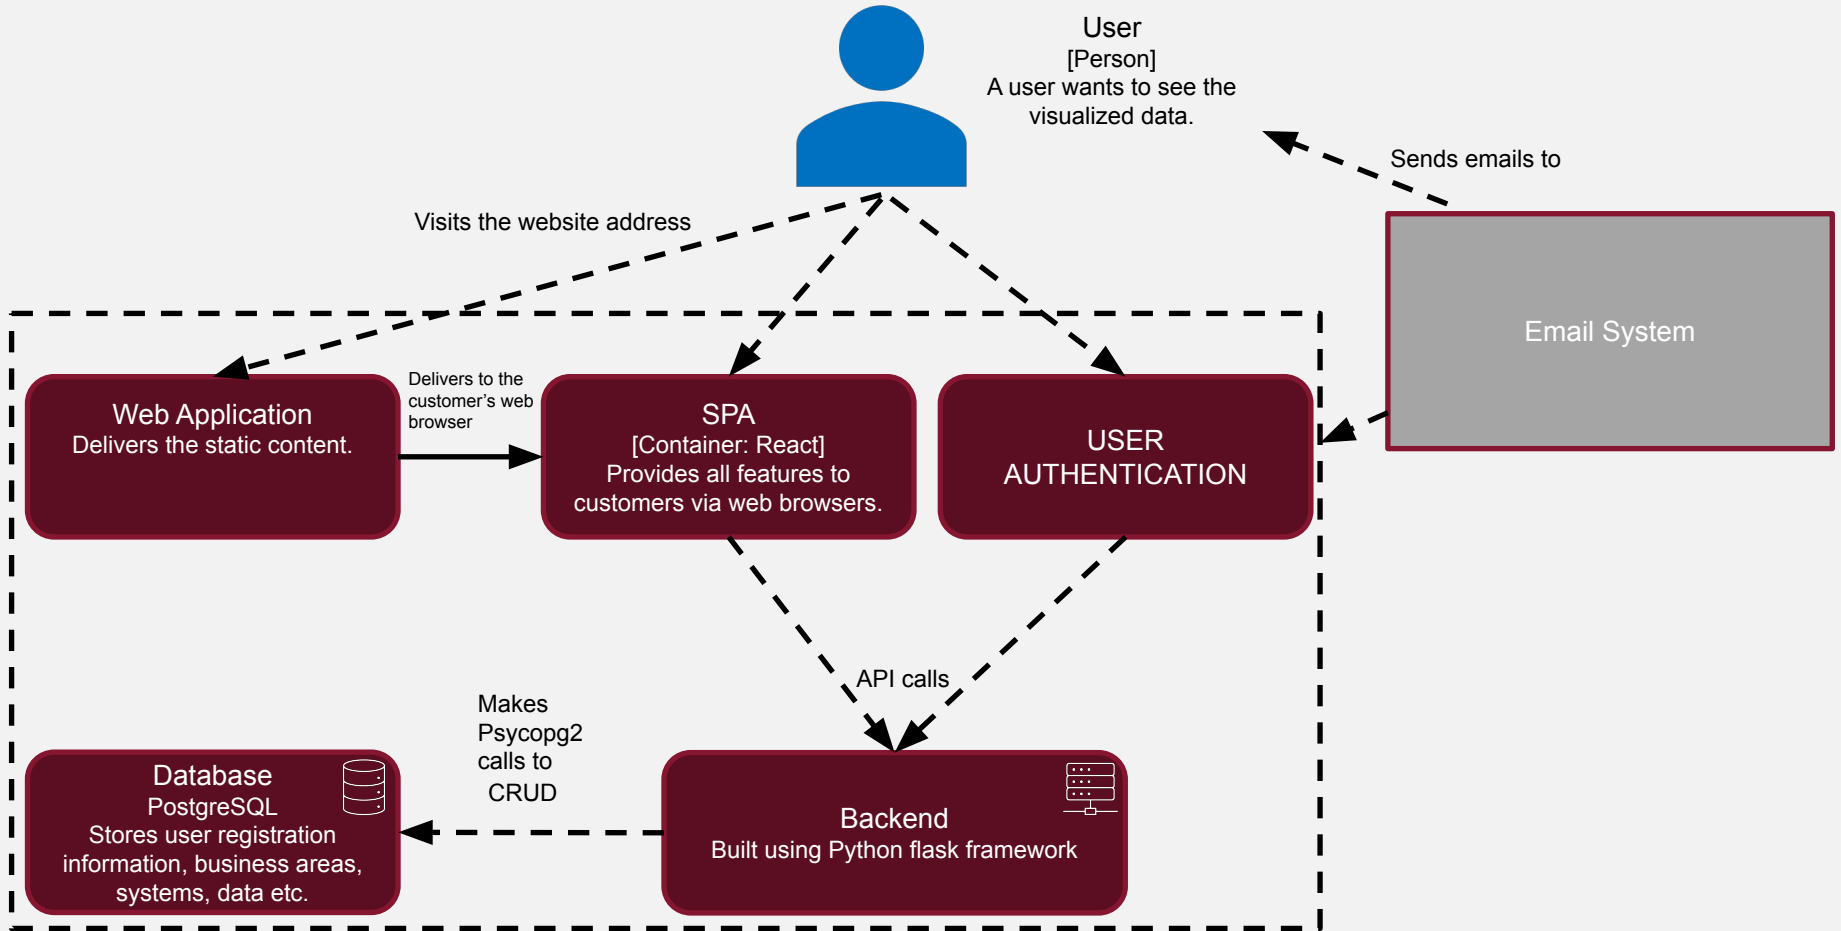 User
[Person]
A user wants to see the
visualized data.
Sends emails to
Visits the website address
Email System
Web Application
Delivers the static content.
Delivers to the
customer’s web
browser
SPA
[Container: React]
Provides all features to
customers via web browsers.
USER
AUTHENTICATION
API calls
Makes
Psycopg2
calls to
CRUD
Database
PostgreSQL
Stores user registration
information, business areas,
systems, data etc.
Backend
Built using Python flask framework